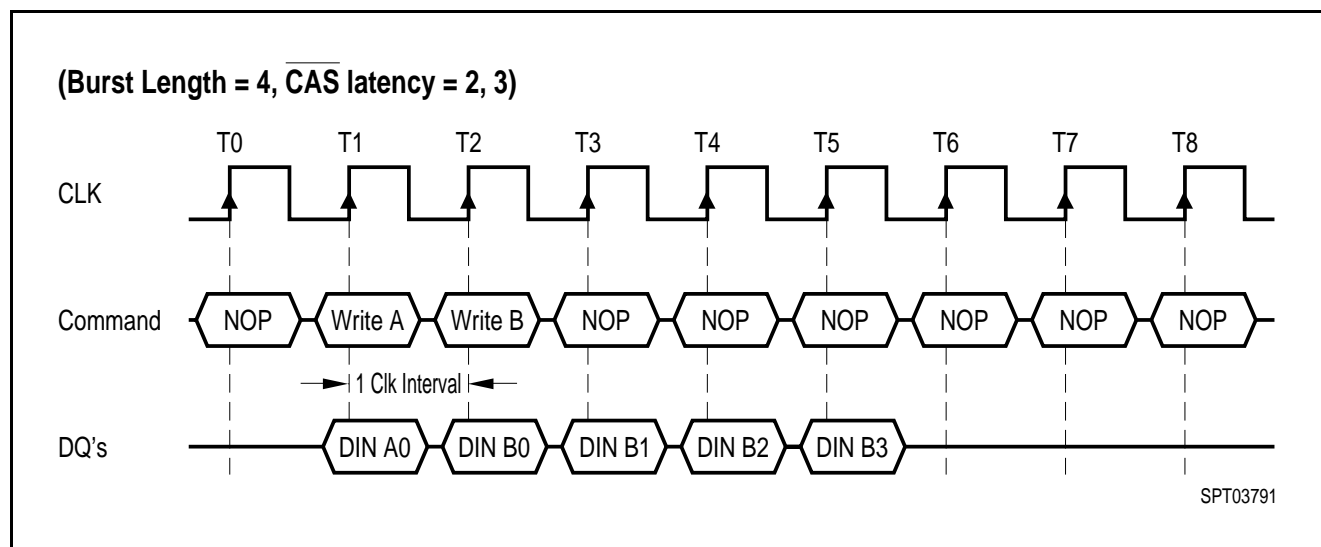 (Burst Length = 4, CAS latency = 2, 3)
T0 T1 T2 T3 T4 T5 T6 T7 T8
CLK
Command NOP Write A Write B NOP NOP NOP NOP NOP NOP
1 Clk Interval
DQ's DIN A0 DIN B0 DIN B1 DIN B2 DIN B3
SPT03791